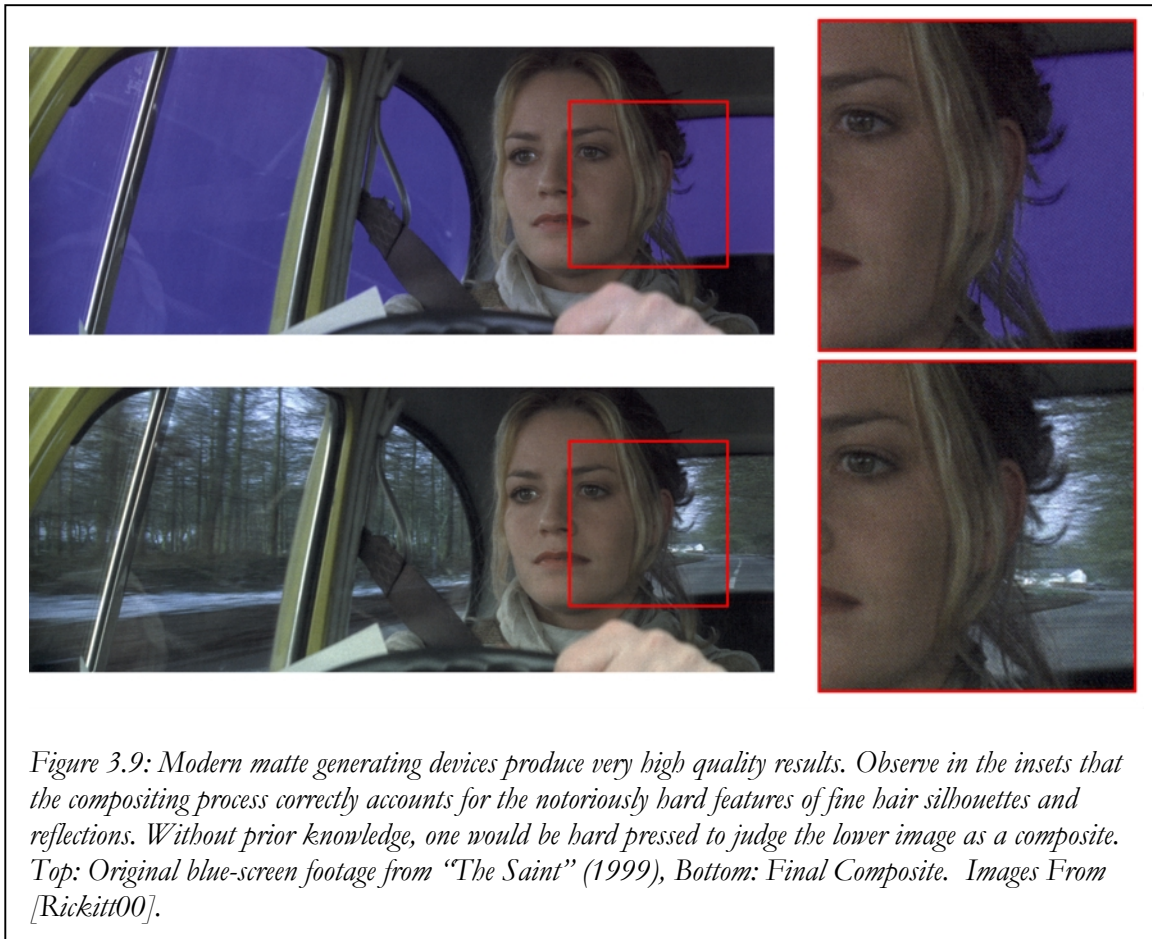 Figure 3.9: Modern matte generating devices produce very high quality results. Observe in the insets that
the compositing process correctly accounts for the notoriously hard features of fine hair silhouettes and
reflections. Without prior knowledge, one would be hard pressed to judge the lower image as a composite.
Top: Original blue-screen footage from “The Saint” (1999), Bottom: Final Composite.  Images From
[Rickitt00].